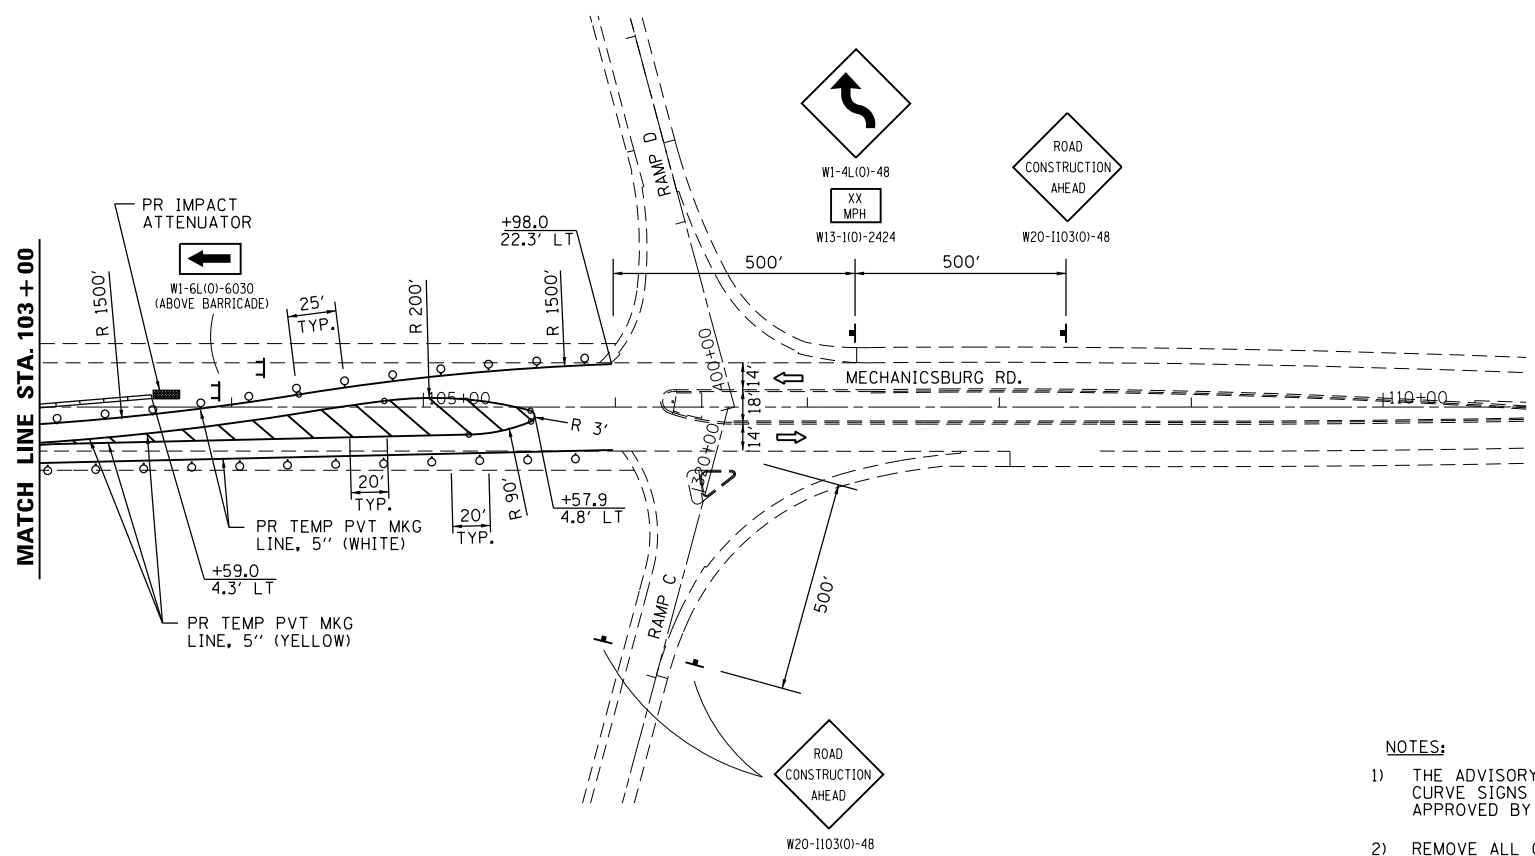 RAMP D
W1-4L(O)-48
XX
MPH
W13-1(O)-2424
ROAD
CONSTRUCTION
AHEAD
W20-I103(O)-48
PR IMPACT
ATTENUATOR
W1-6L(O)-6030
(ABOVE BARRICADE)
MATCH LINE STA. 103+00
R 1500'
25'
TYP.
R 200'
R 1500'
+98.0
22.3' LT
500'
500'
400+00
14'
18'
14'
MECHANICSBURG RD.
105+00
110+00
R 3'
320+00
20'
TYP.
20'
TYP.
R 90'
+57.9
4.8' LT
PR TEMP PVT MKG
LINE, 5'' (WHITE)
+59.0
4.3' LT
PR TEMP PVT MKG
LINE, 5'' (YELLOW)
RAMP C
500'
ROAD
CONSTRUCTION
AHEAD
W20-I103(O)-48
NOTES:
1) THE ADVISORY
CURVE SIGNS
APPROVED BY
2) REMOVE ALL